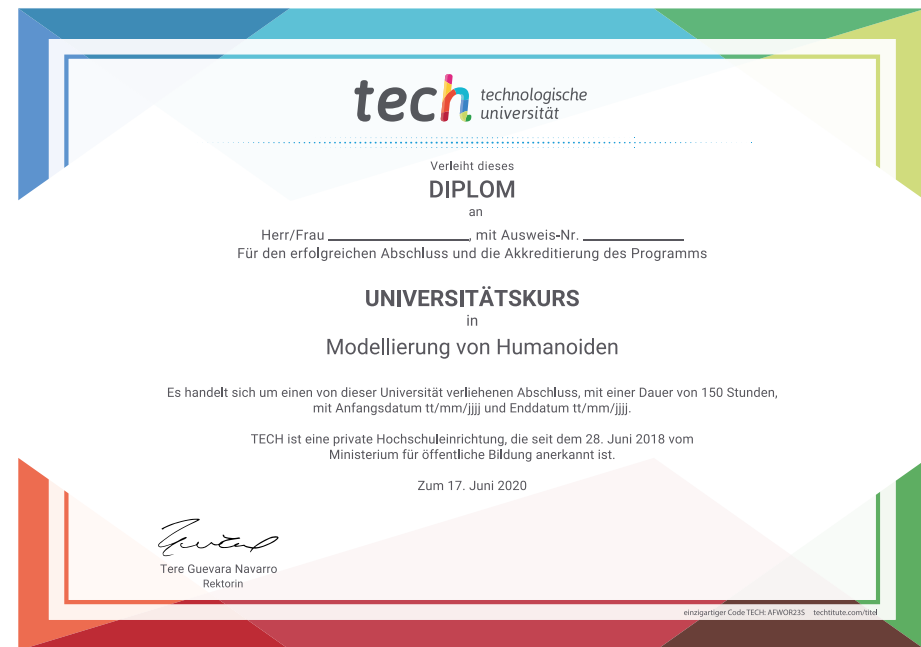 tech technologische
universität
Verleiht dieses
DIPLOM
an
Herr/Frau ____________, mit Ausweis-Nr. ____________
Für den erfolgreichen Abschluss und die Akkreditierung des Programms
UNIVERSITÄTSKURS
in
Modellierung von Humanoiden
Es handelt sich um einen von dieser Universität verliehenen Abschluss, mit einer Dauer von 150 Stunden,
mit Anfangsdatum tt/mm/jjjj und Enddatum tt/mm/jjjj.
TECH ist eine private Hochschuleinrichtung, die seit dem 28. Juni 2018 vom
Ministerium für öffentliche Bildung anerkannt ist.
Zum 17. Juni 2020
Tere Guevara Navarro
Rektorin
einzigartiger Code TECH: AFWOR23S techtitute.com/titel